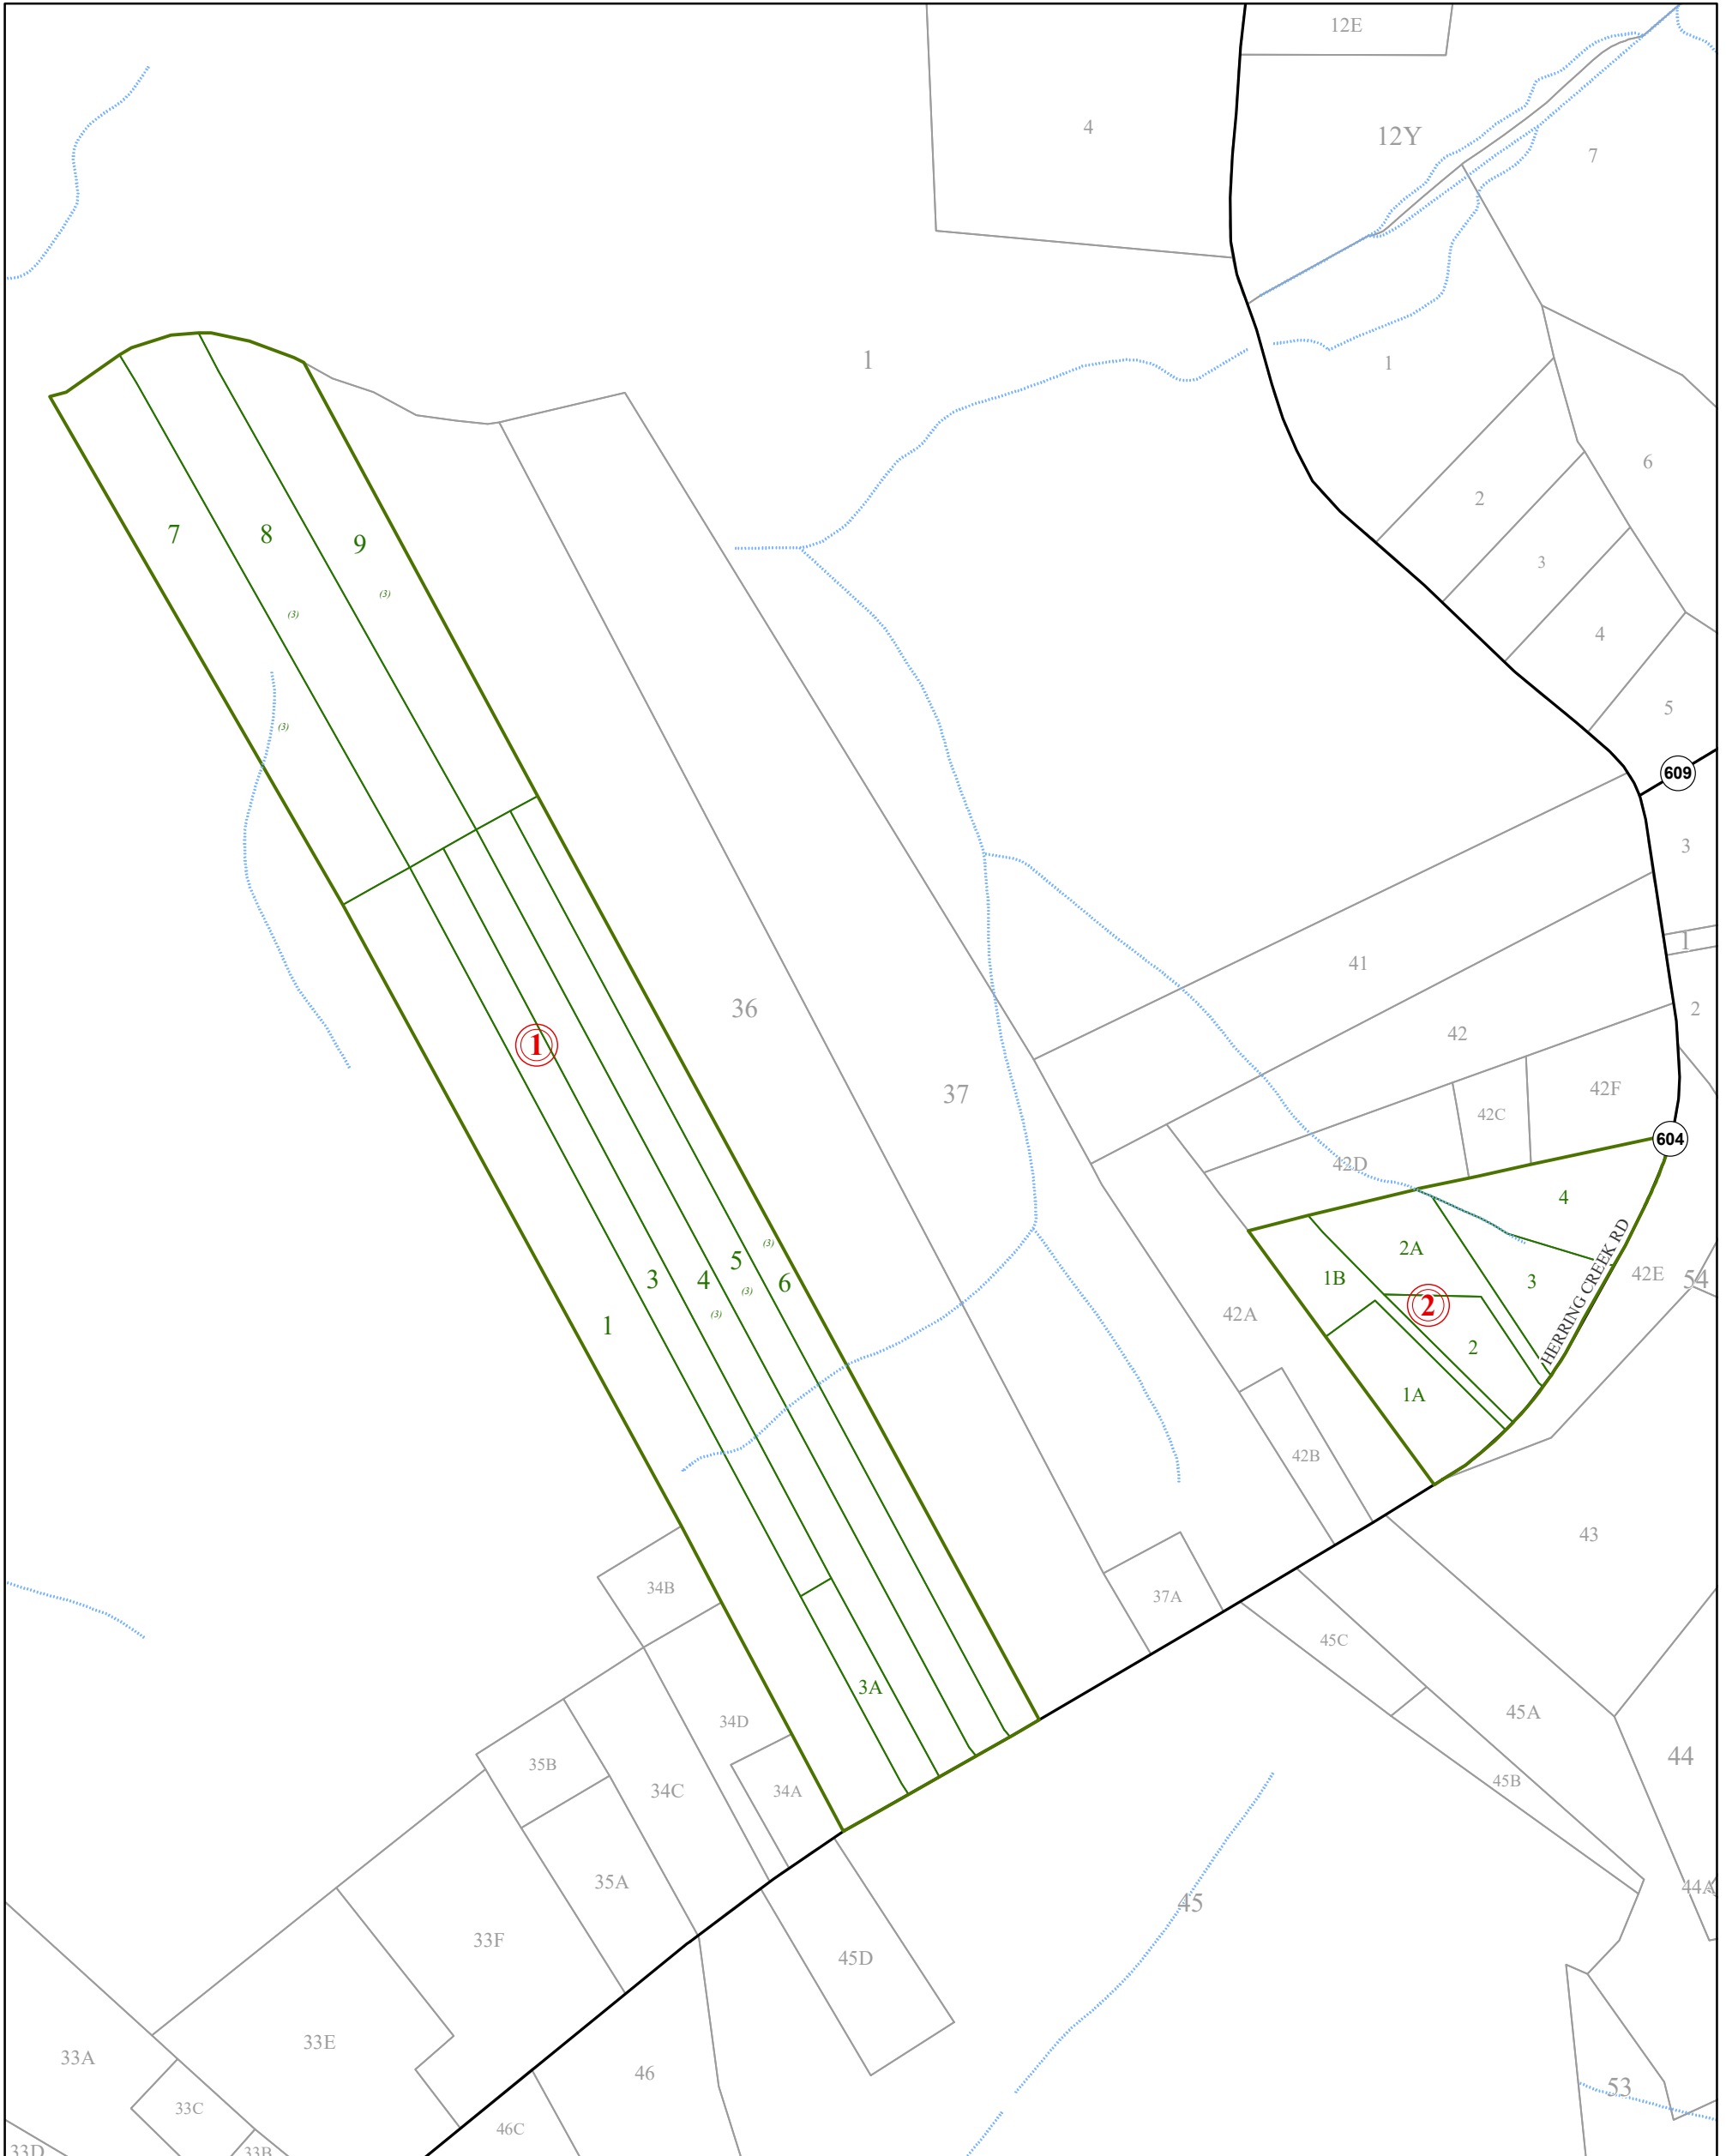 12E
4
12Y
7
1
1
6
2
7
8
9
3
(3)
(3)
4
5
(3)
609
3
1
41
36
2
42
1
37
42F
42C
604
42D
4
(3)
2A
5
42E
54
3
4
6
1B
3
(3)
2
(3)
42A
1
HERRING CREEK RD
2
1A
42B
43
34B
37A
45C
3A
45A
34D
44
35B
45B
34C
34A
35A
44A
45
33F
45D
33E
33A
46
53
33C
46C
33D
33B